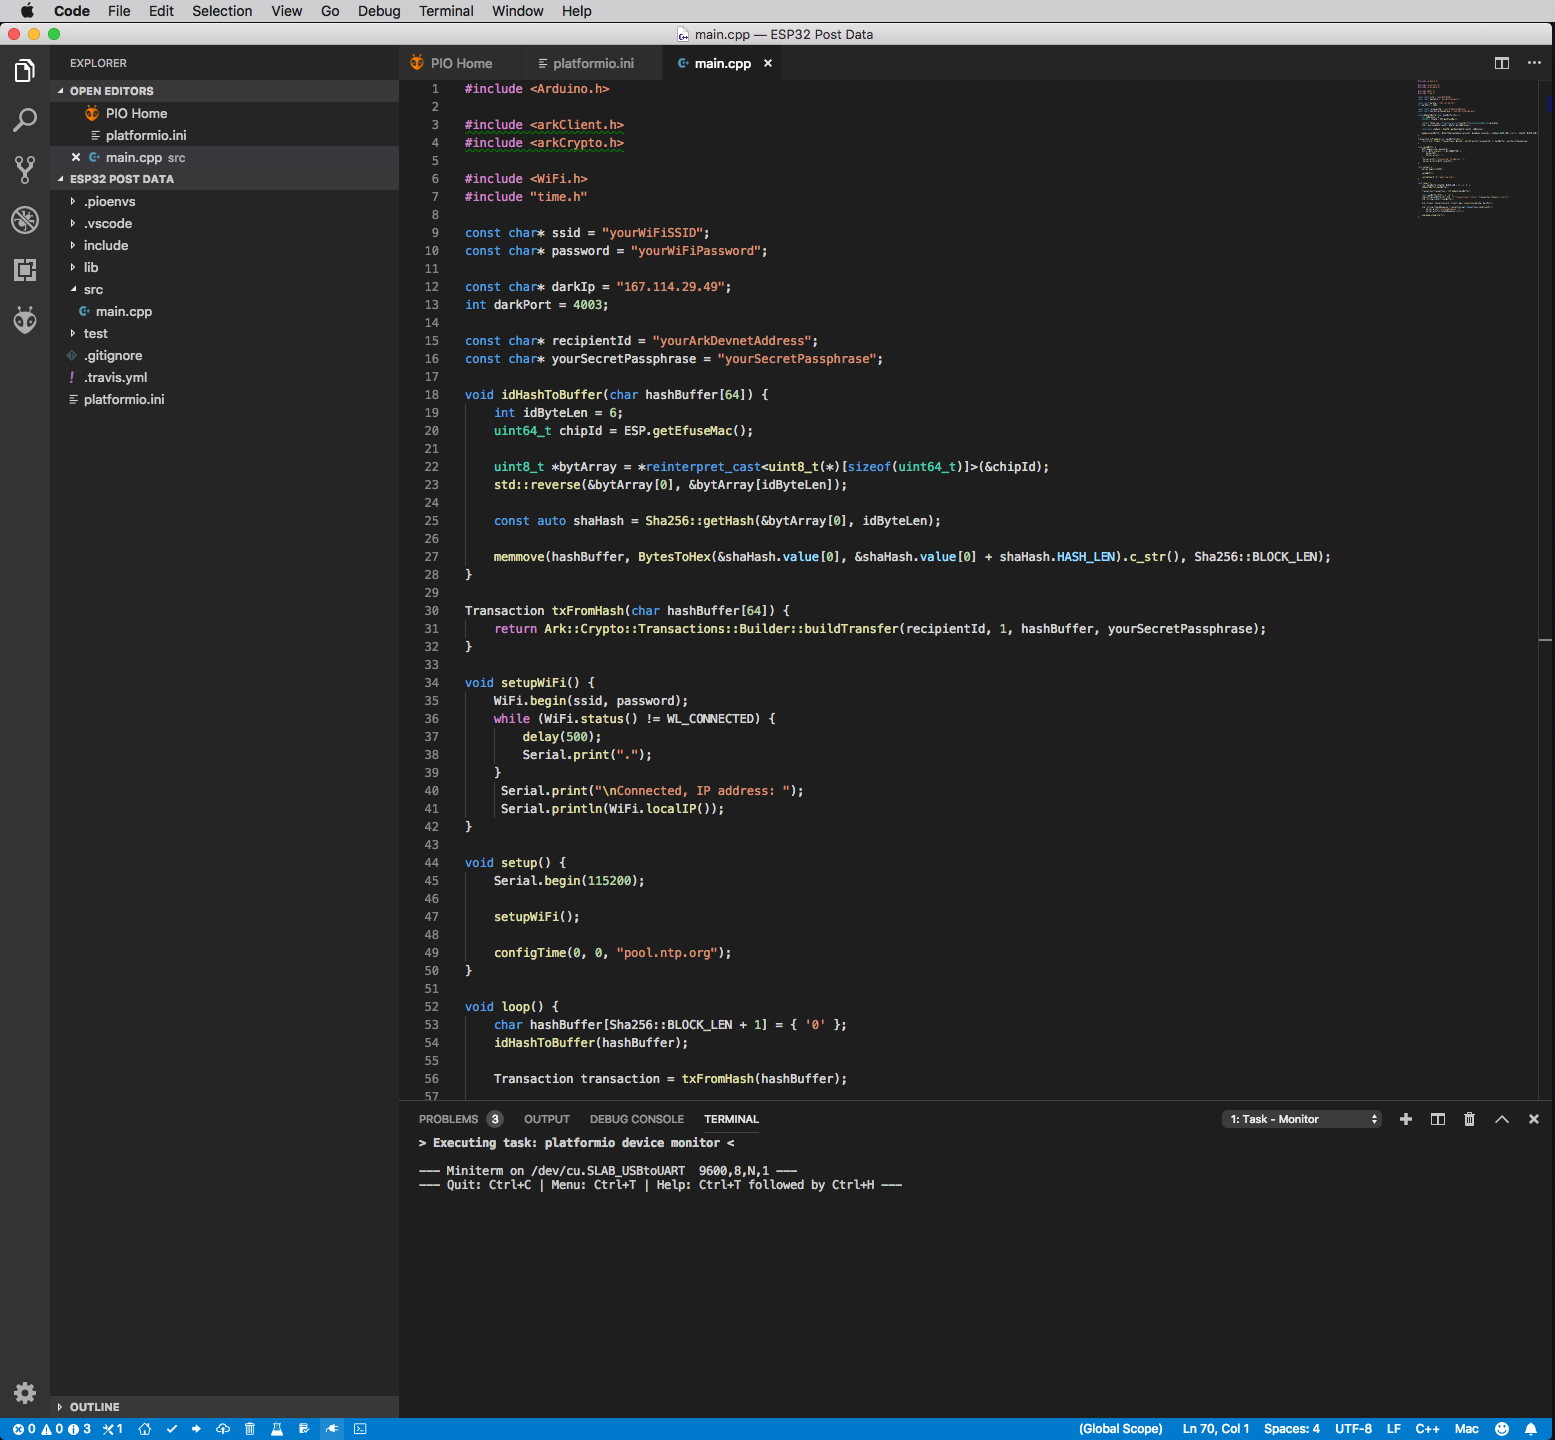 Code File Edit Selection View Go Debug Terminal Window Help
main.cpp — ESP32 Post Data
EXPLORER
OPEN EDITORS
PIO Home
platformio.ini
main.cpp src
ESP32 POST DATA
.pioenvs
.vscode
include
lib
src
main.cpp
test
.gitignore
! .travis.yml
platformio.ini
OUTLINE
PIO Home platformio.ini main.cpp
1 #include <Arduino.h>
2
3 #include <arkClient.h>
4 #include <arkCrypto.h>
5
6 #include <WiFi.h>
7 #include "time.h"
8
9 const char* ssid = "yourWiFiSSID";
10 const char* password = "yourWiFiPassword";
11
12 const char* darkIp = "167.114.29.49";
13 int darkPort = 4003;
14
15 const char* recipientId = "yourArkDevnetAddress";
16 const char* yourSecretPassphrase = "yourSecretPassphrase";
17
18 void idHashToBuffer(char hashBuffer[64]) {
19 int idByteLen = 6;
20 uint64_t chipId = ESP.getEfuseMac();
21
22 uint8_t *bytArray = *reinterpret_cast<uint8_t(*)[sizeof(uint64_t)]>(&chipId);
23 std::reverse(&bytArray[0], &bytArray[idByteLen]);
24
25 const auto shaHash = Sha256::getHash(&bytArray[0], idByteLen);
26
27 memmove(hashBuffer, BytesToHex(&shaHash.value[0], &shaHash.value[0] + shaHash.HASH_LEN).c_str(), Sha256::BLOCK_LEN);
28 }
29
30 Transaction txFromHash(char hashBuffer[64]) {
31 return Ark::Crypto::Transactions::Builder::buildTransfer(recipientId, 1, hashBuffer, yourSecretPassphrase);
32 }
33
34 void setupWiFi() {
35 WiFi.begin(ssid, password);
36 while (WiFi.status() != WL_CONNECTED) {
37 delay(500);
38 Serial.print(".");
39 }
40 Serial.print("\nConnected, IP address: ");
41 Serial.println(WiFi.localIP());
42 }
43
44 void setup() {
45 Serial.begin(115200);
46
47 setupWiFi();
48
49 configTime(0, 0, "pool.ntp.org");
50 }
51
52 void loop() {
53 char hashBuffer[Sha256::BLOCK_LEN + 1] = { '0' };
54 idHashToBuffer(hashBuffer);
55
56 Transaction transaction = txFromHash(hashBuffer);
57
PROBLEMS 3 OUTPUT DEBUG CONSOLE TERMINAL 1: Task - Monitor
> Executing task: platformio device monitor <
--- Miniterm on /dev/cu.SLAB_USBtoUART  9600,8,N,1 ---
--- Quit: Ctrl+C | Menu: Ctrl+T | Help: Ctrl+T followed by Ctrl+H ---
0 0 3 1 (Global Scope) Ln 70, Col 1 Spaces: 4 UTF-8 LF C++ Mac